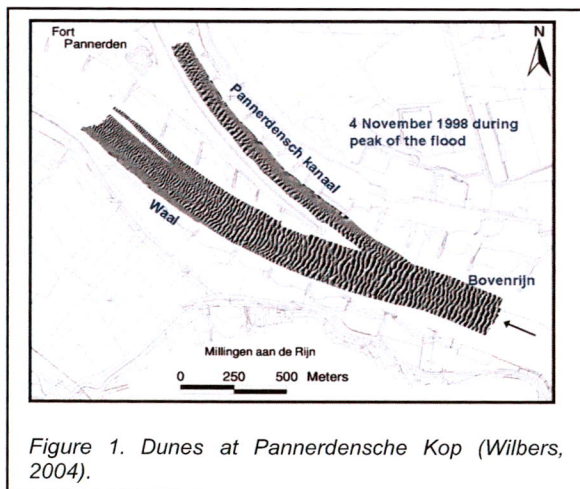 Fort
Pannerden
N
Pannerdensch kanaal
4 November 1998 during
peak of the flood
Waal
Bovenrijn
Millingen aan de Rijn
0 250 500 Meters
Figure 1. Dunes at Pannerdensche Kop (Wilbers,
2004).